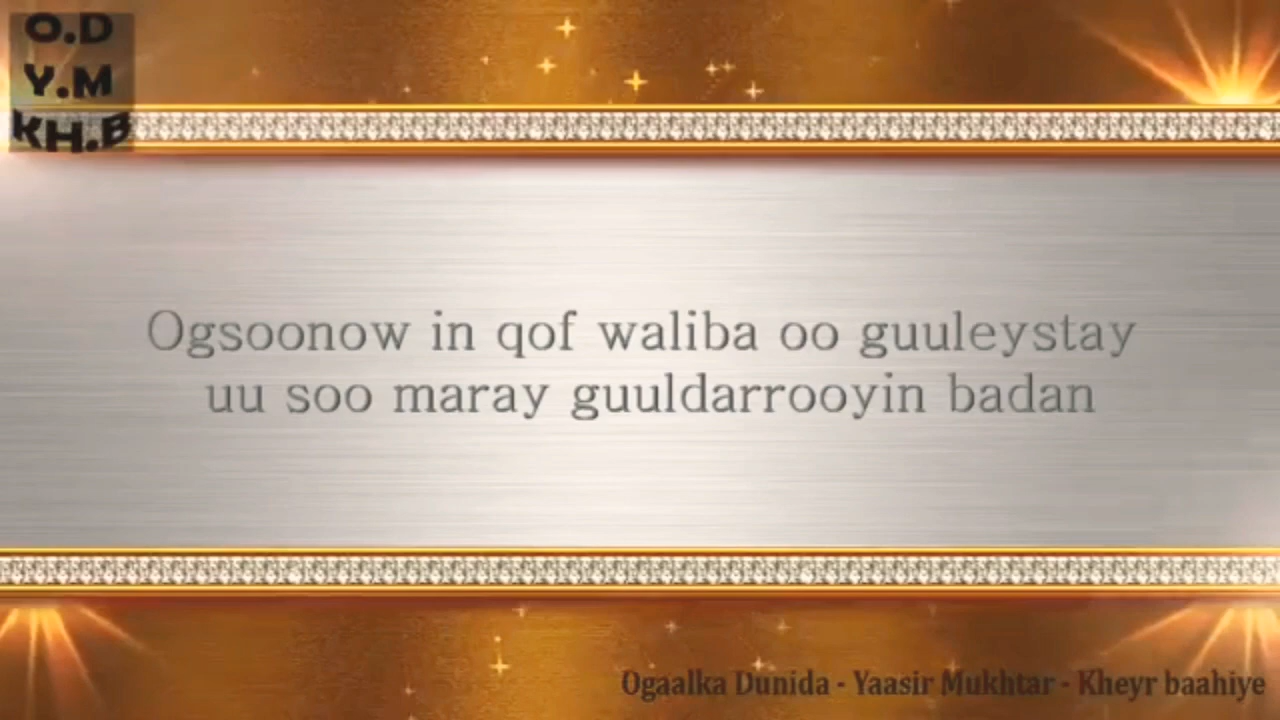 O.D
Y.M
KH.B
Ogsoonow in qof waliba oo guuleystay
uu soo maray guuldarrooyin badan
Ogaalka Dunida - Yaasir Mukhtar - Kheyr baahiye